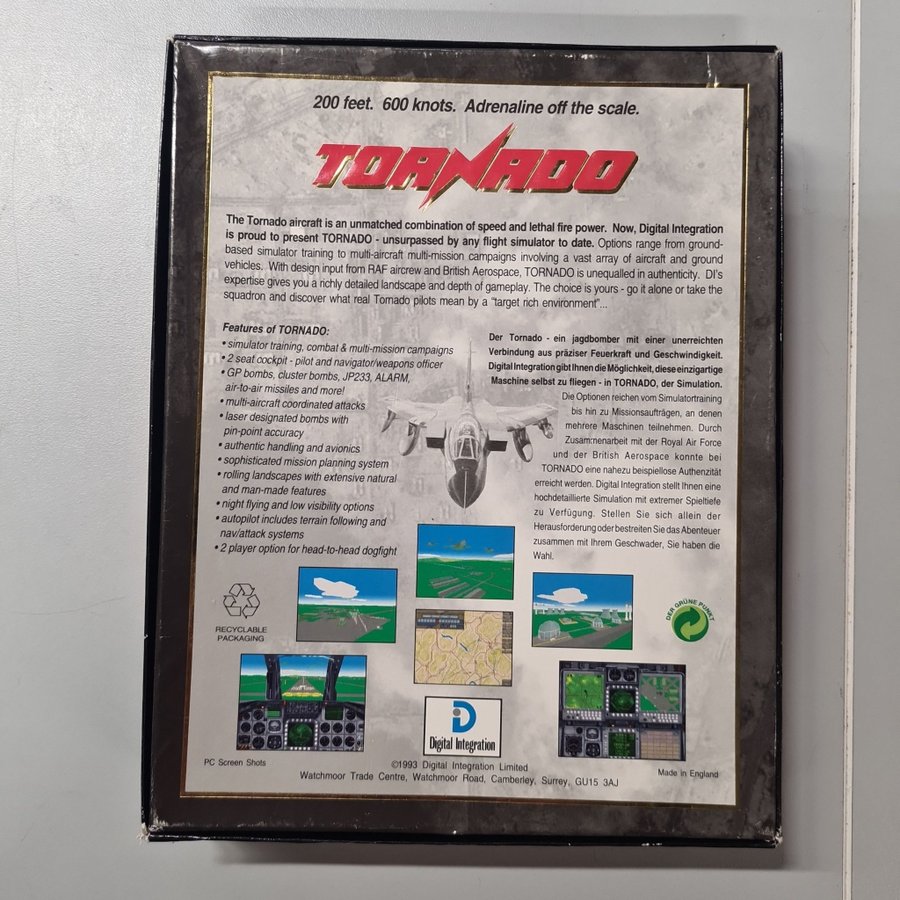 200 feet. 600 knots. Adrenaline off the scale.
TORNADO
The Tornado aircraft is an unmatched combination of speed and lethal fire power. Now, Digital Integration
is proud to present TORNADO - unsurpassed by any flight simulator to date. Options range from ground-
based simulator training to multi-aircraft multi-mission campaigns involving a vast array of aircraft and ground
vehicles. With design input from RAF aircrew and British Aerospace, TORNADO is unequalled in authenticity. DI's
expertise gives you a richly detailed landscape and depth of gameplay. The choice is yours - go it alone or take the
squadron and discover what real Tornado pilots mean by a "target rich environment"...
Features of TORNADO:
• simulator training, combat & multi-mission campaigns
• 2 seat cockpit - pilot and navigator/weapons officer
• GP bombs, cluster bombs, JP233, ALARM,
air-to-air missiles and more!
• multi-aircraft coordinated attacks
• laser designated bombs with
pin-point accuracy
• authentic handling and avionics
• sophisticated mission planning system
• rolling landscapes with extensive natural
and man-made features
• night flying and low visibility options
• autopilot includes terrain following and
nav/attack systems
• 2 player option for head-to-head dogfight
Der Tornado - ein jagdbomber mit einer unerreichten
Verbindung aus präziser Feuerkraft und Geschwindigkeit.
Digital Integration gibt Ihnen die Möglichkeit, diese einzigartige
Maschine selbst zu fliegen - in TORNADO, der Simulation.
Die Optionen reichen vom Simulatortraining
bis hin zu Missionsaufträgen, an denen
mehrere Maschinen teilnehmen. Durch
Zusammenarbeit mit der Royal Air Force
und der British Aerospace konnte bei
TORNADO eine nahezu beispiellose Authenzität
erreicht werden. Digital Integration stellt Ihnen eine
hochdetaillierte Simulation mit extremer Spieltiefe
zu Verfügung. Stellen Sie sich allein der
Herausforderung oder bestreiten Sie das Abenteuer
zusammen mit Ihrem Geschwader, Sie haben die
Wahl.
RECYCLABLE
PACKAGING
DER GRÜNE PUNKT
Digital Integration
PC Screen Shots
©1993 Digital Integration Limited
Watchmoor Trade Centre, Watchmoor Road, Camberley, Surrey, GU15 3AJ
Made in England